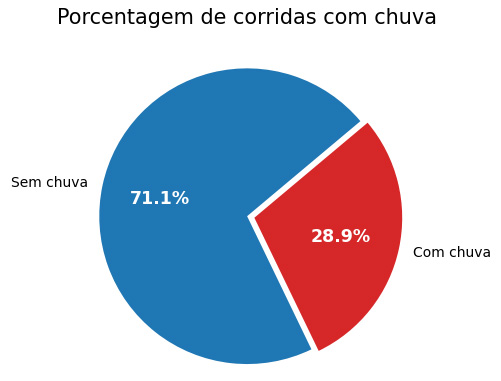 Porcentagem de corridas com chuva
Sem chuva
71.1%
28.9%
Com chuva